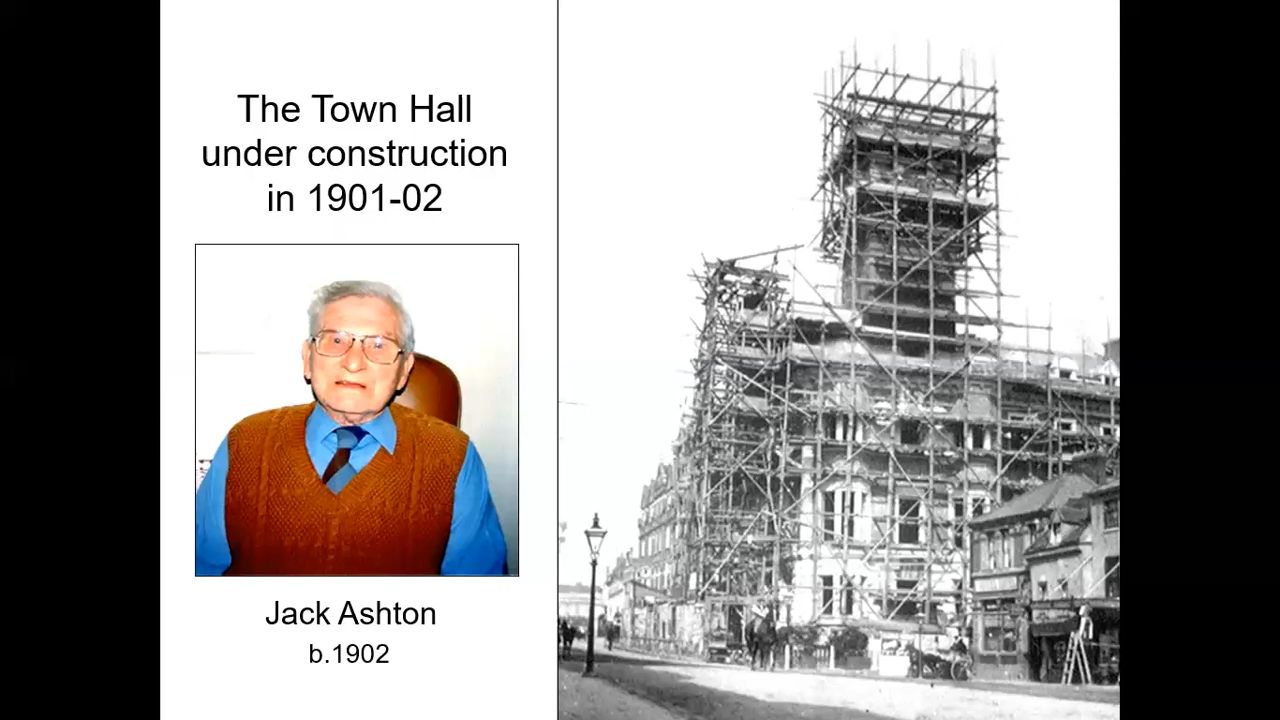 The Town Hall
under construction
in 1901-02
Jack Ashton
b.1902